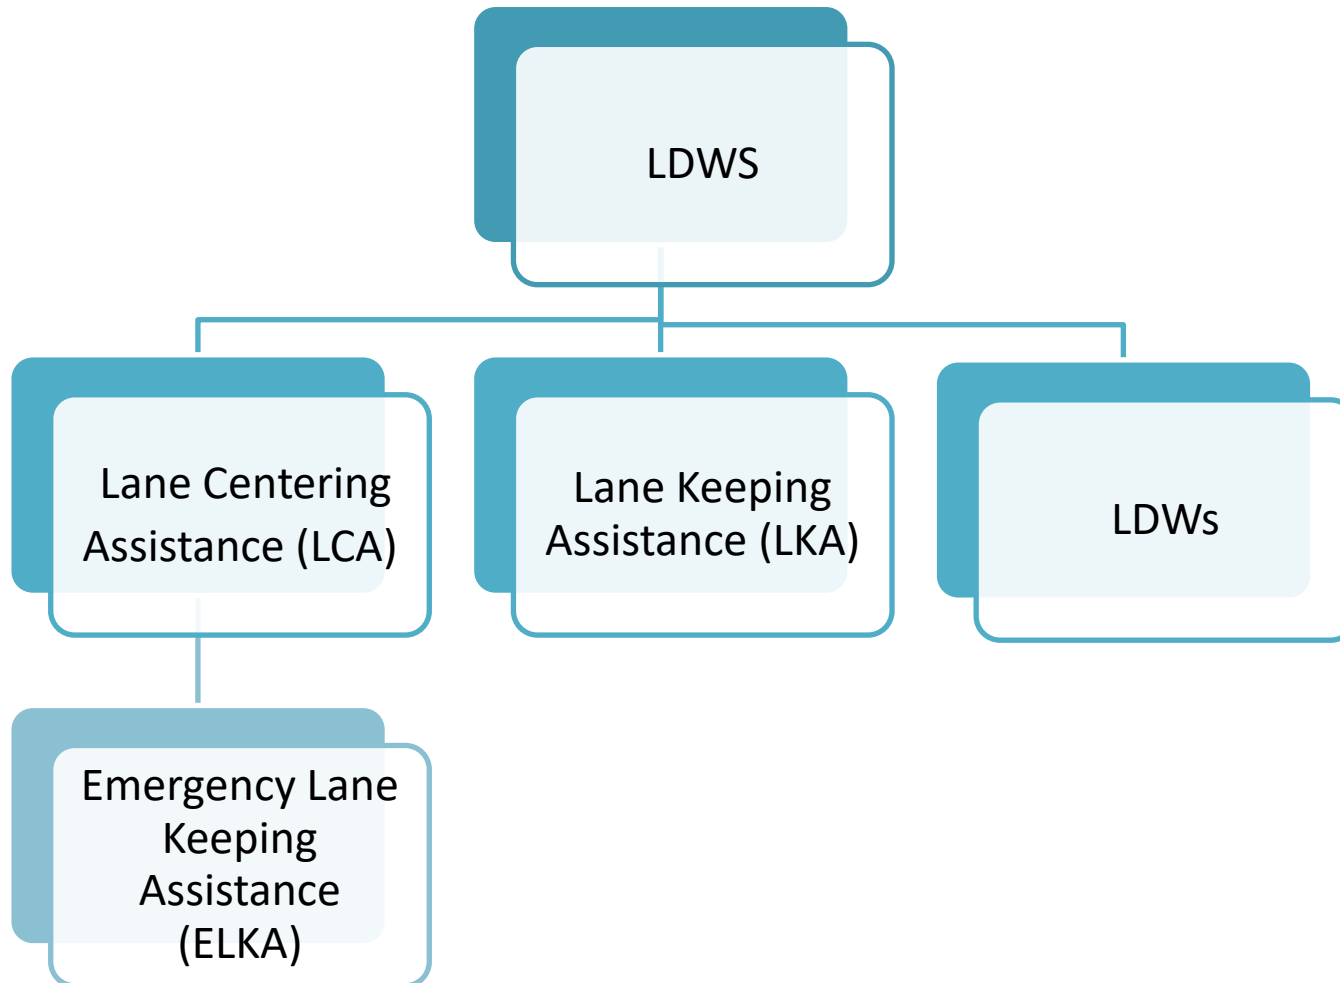 LDWS
Lane Centering
Assistance (LCA)
Lane Keeping
Assistance (LKA)
LDWs
Emergency Lane
Keeping
Assistance
(ELKA)